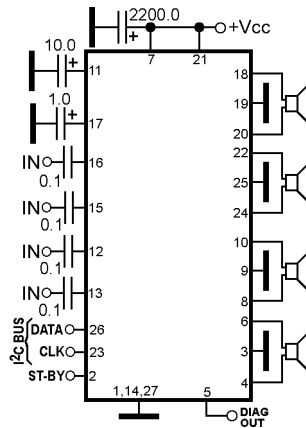 2200.0
+
+Vcc
7 21
10.0
+
11
18
19
20
1.0
+
17
IN 16
0.1
22
25
24
IN 15
0.1
IN 12
0.1
10
9
8
IN 13
0.1
I²C BUS
DATA 26
CLK 23
ST-BY 2
6
3
4
1,14,27 5
DIAG
OUT